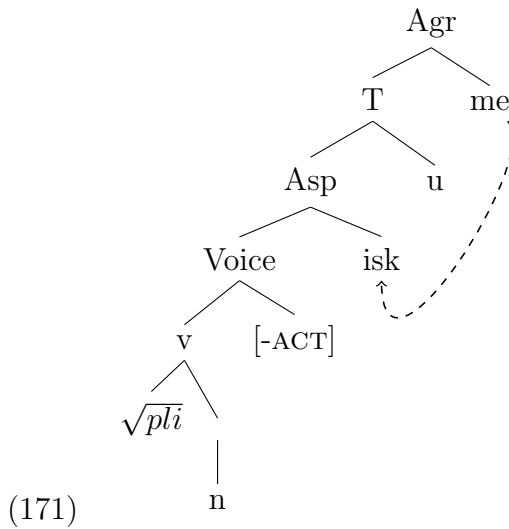 Agr
T me
Asp u
Voice isk
v [-ACT]
√pli
(171) n